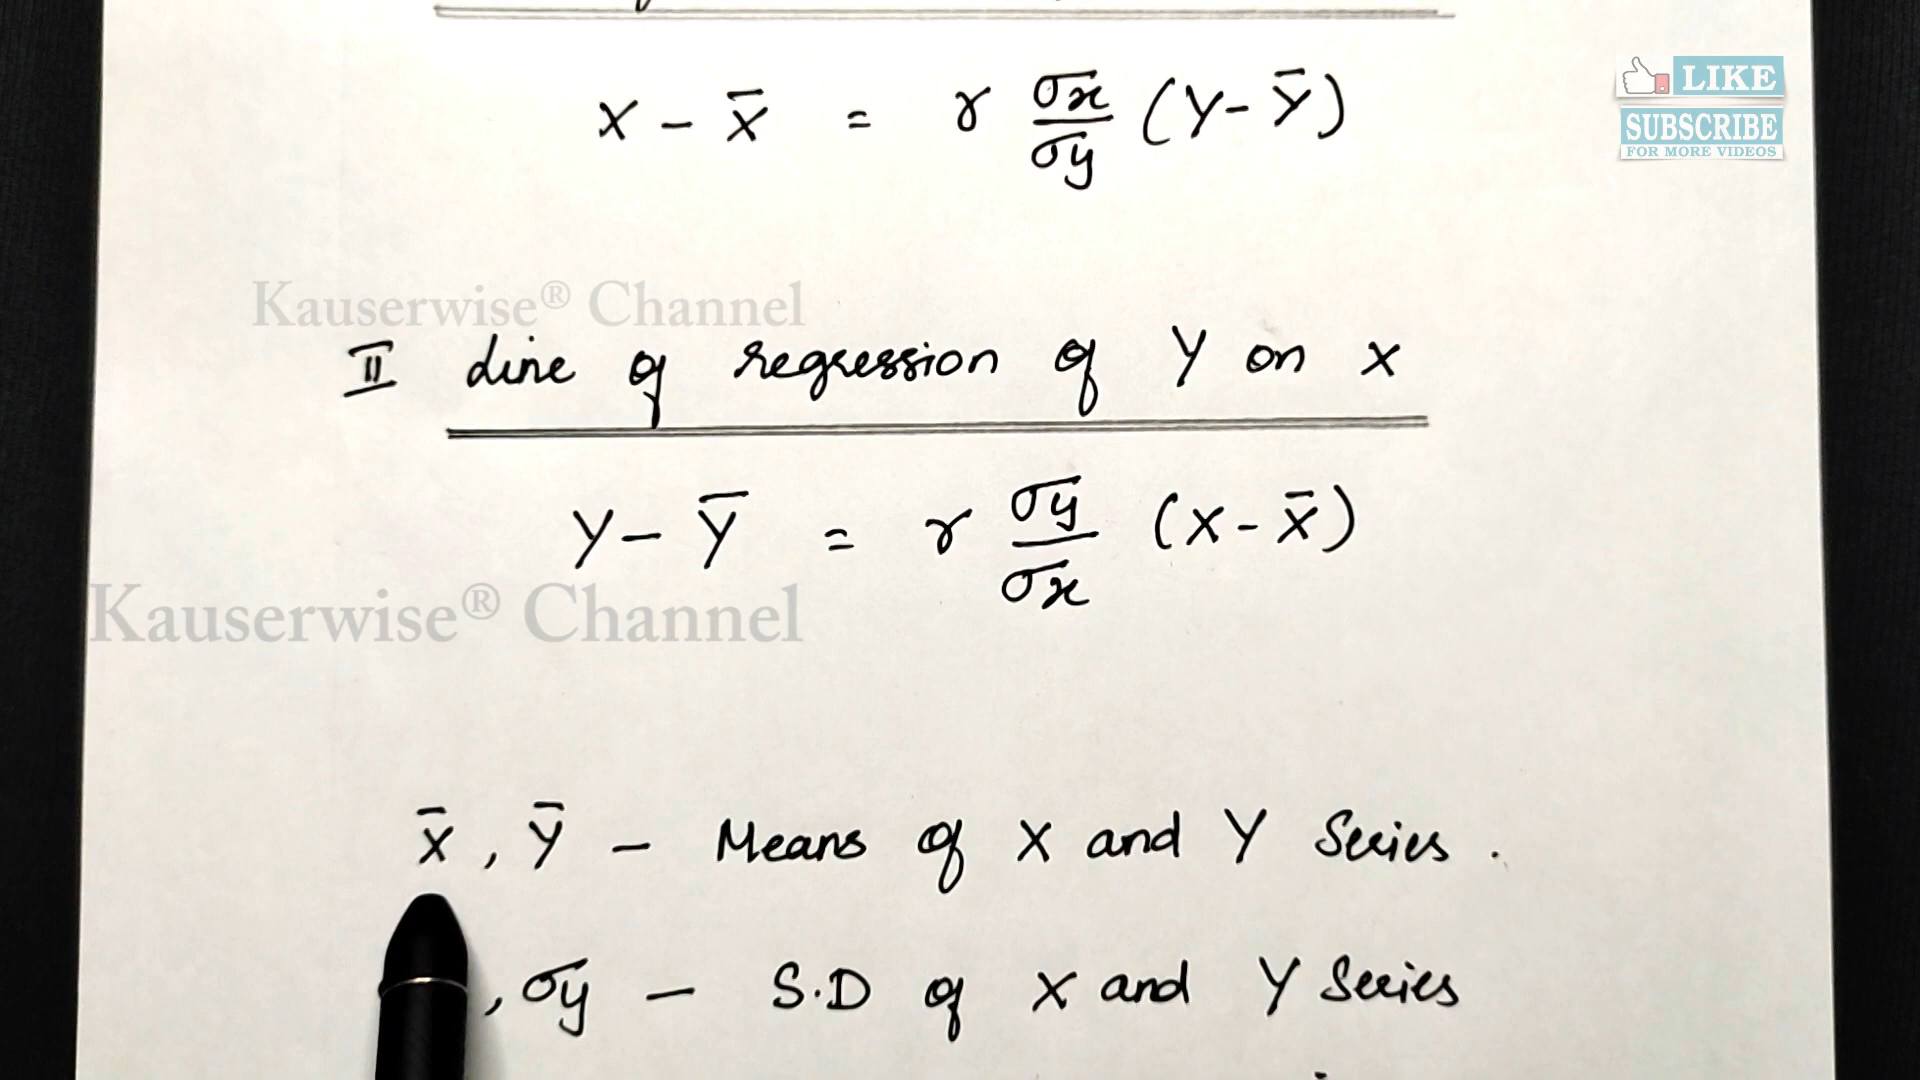 X - X̄ = r σx/σy (Y - Ȳ)
LIKE
SUBSCRIBE
FOR MORE VIDEOS
Kauserwise® Channel
II Line of regression of Y on X
Y - Ȳ = r σy/σx (X - X̄)
Kauserwise® Channel
X̄, Ȳ - Means of X and Y Series.
, σy - S.D of X and Y Series